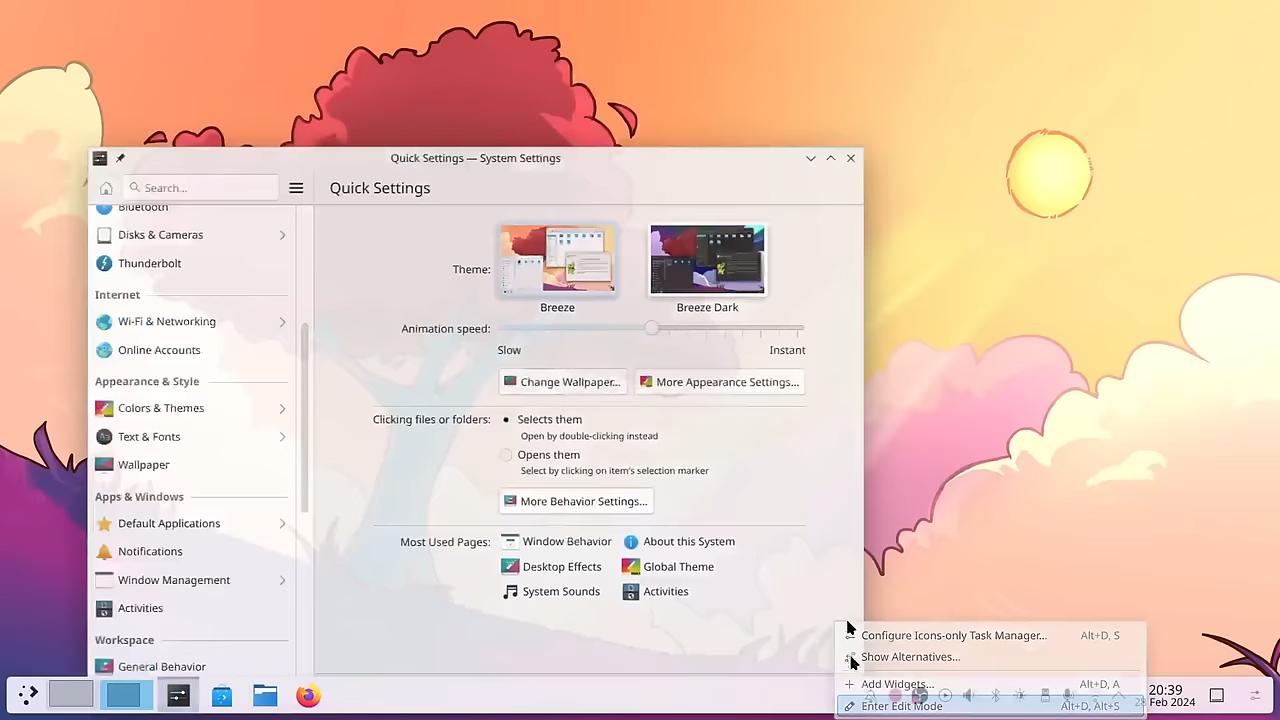 Quick Settings — System Settings
Search...
Quick Settings
Bluetooth
Disks & Cameras
Thunderbolt
Internet
Wi-Fi & Networking
Online Accounts
Appearance & Style
Colors & Themes
Text & Fonts
Wallpaper
Apps & Windows
Default Applications
Notifications
Window Management
Activities
Workspace
General Behavior
Theme:
Breeze
Breeze Dark
Animation speed:
Slow
Instant
Change Wallpaper...
More Appearance Settings...
Clicking files or folders:
Selects them
Open by double-clicking instead
Opens them
Select by clicking on item's selection marker
More Behavior Settings...
Most Used Pages:
Window Behavior
About this System
Desktop Effects
Global Theme
System Sounds
Activities
Configure Icons-only Task Manager... Alt+D, S
Show Alternatives...
Add Widgets... Alt+D, A
Enter Edit Mode Alt+D, Alt+S
20:39
28 Feb 2024